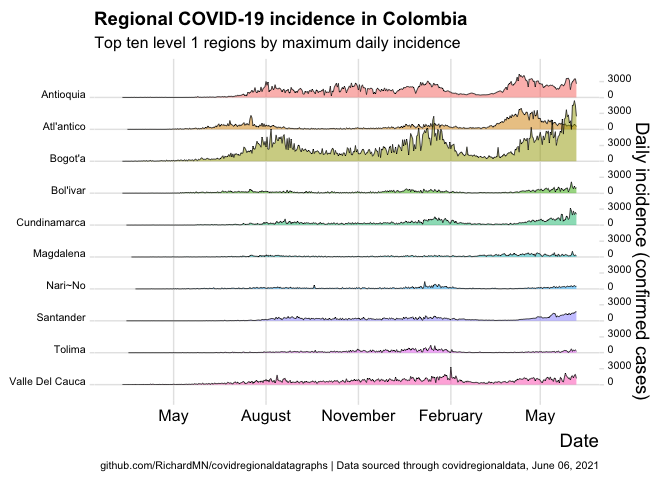 Regional COVID-19 incidence in Colombia
Top ten level 1 regions by maximum daily incidence
Antioquia
3000
0
Atl'antico
3000
0
Bogot'a
3000
0
Bol'ivar
3000
0
Cundinamarca
3000
0
Magdalena
3000
0
Nari~No
3000
0
Santander
3000
0
Tolima
3000
0
Valle Del Cauca
3000
0
Daily incidence (confirmed cases)
May August November February May
Date
github.com/RichardMN/covidregionaldatagraphs | Data sourced through covidregionaldata, June 06, 2021